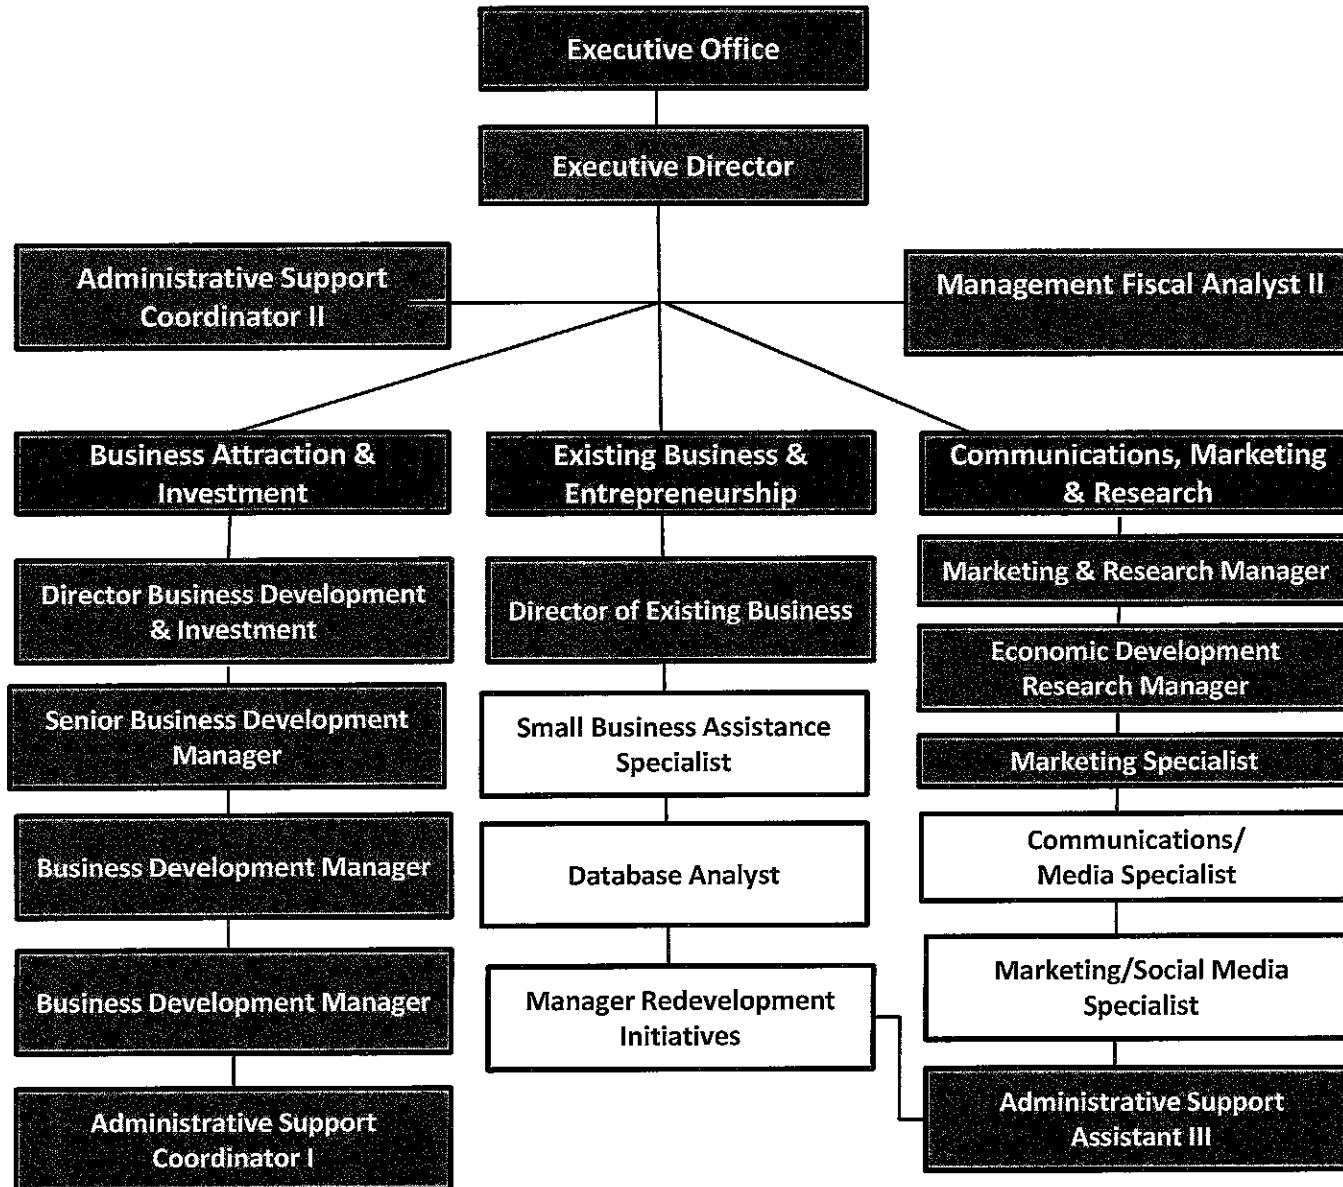 Executive Office
Executive Director
Administrative Support
Coordinator II
Management Fiscal Analyst II
Business Attraction &
Investment
Director Business Development
& Investment
Senior Business Development
Manager
Business Development Manager
Business Development Manager
Administrative Support
Coordinator I
Existing Business &
Entrepreneurship
Director of Existing Business
Small Business Assistance
Specialist
Database Analyst
Manager Redevelopment
Initiatives
Communications, Marketing
& Research
Marketing & Research Manager
Economic Development
Research Manager
Marketing Specialist
Communications/
Media Specialist
Marketing/Social Media
Specialist
Administrative Support
Assistant III